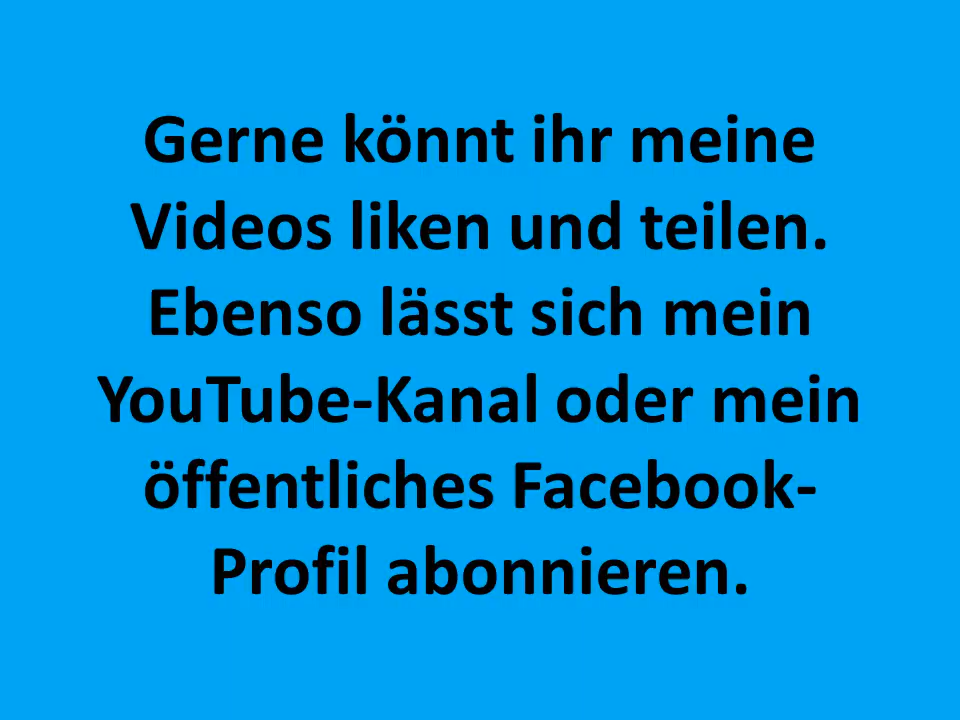 Gerne könnt ihr meine
Videos liken und teilen.
Ebenso lässt sich mein
YouTube-Kanal oder mein
öffentliches Facebook-
Profil abonnieren.